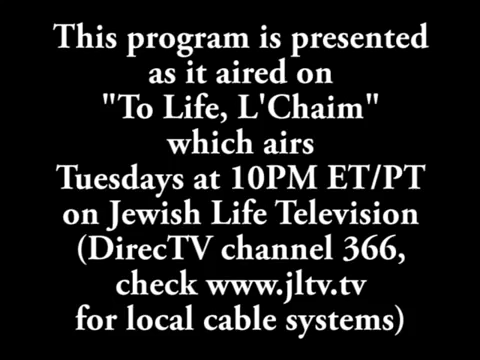 This program is presented
as it aired on
"To Life, L'Chaim"
which airs
Tuesdays at 10PM ET/PT
on Jewish Life Television
(DirecTV channel 366,
check www.jltv.tv
for local cable systems)